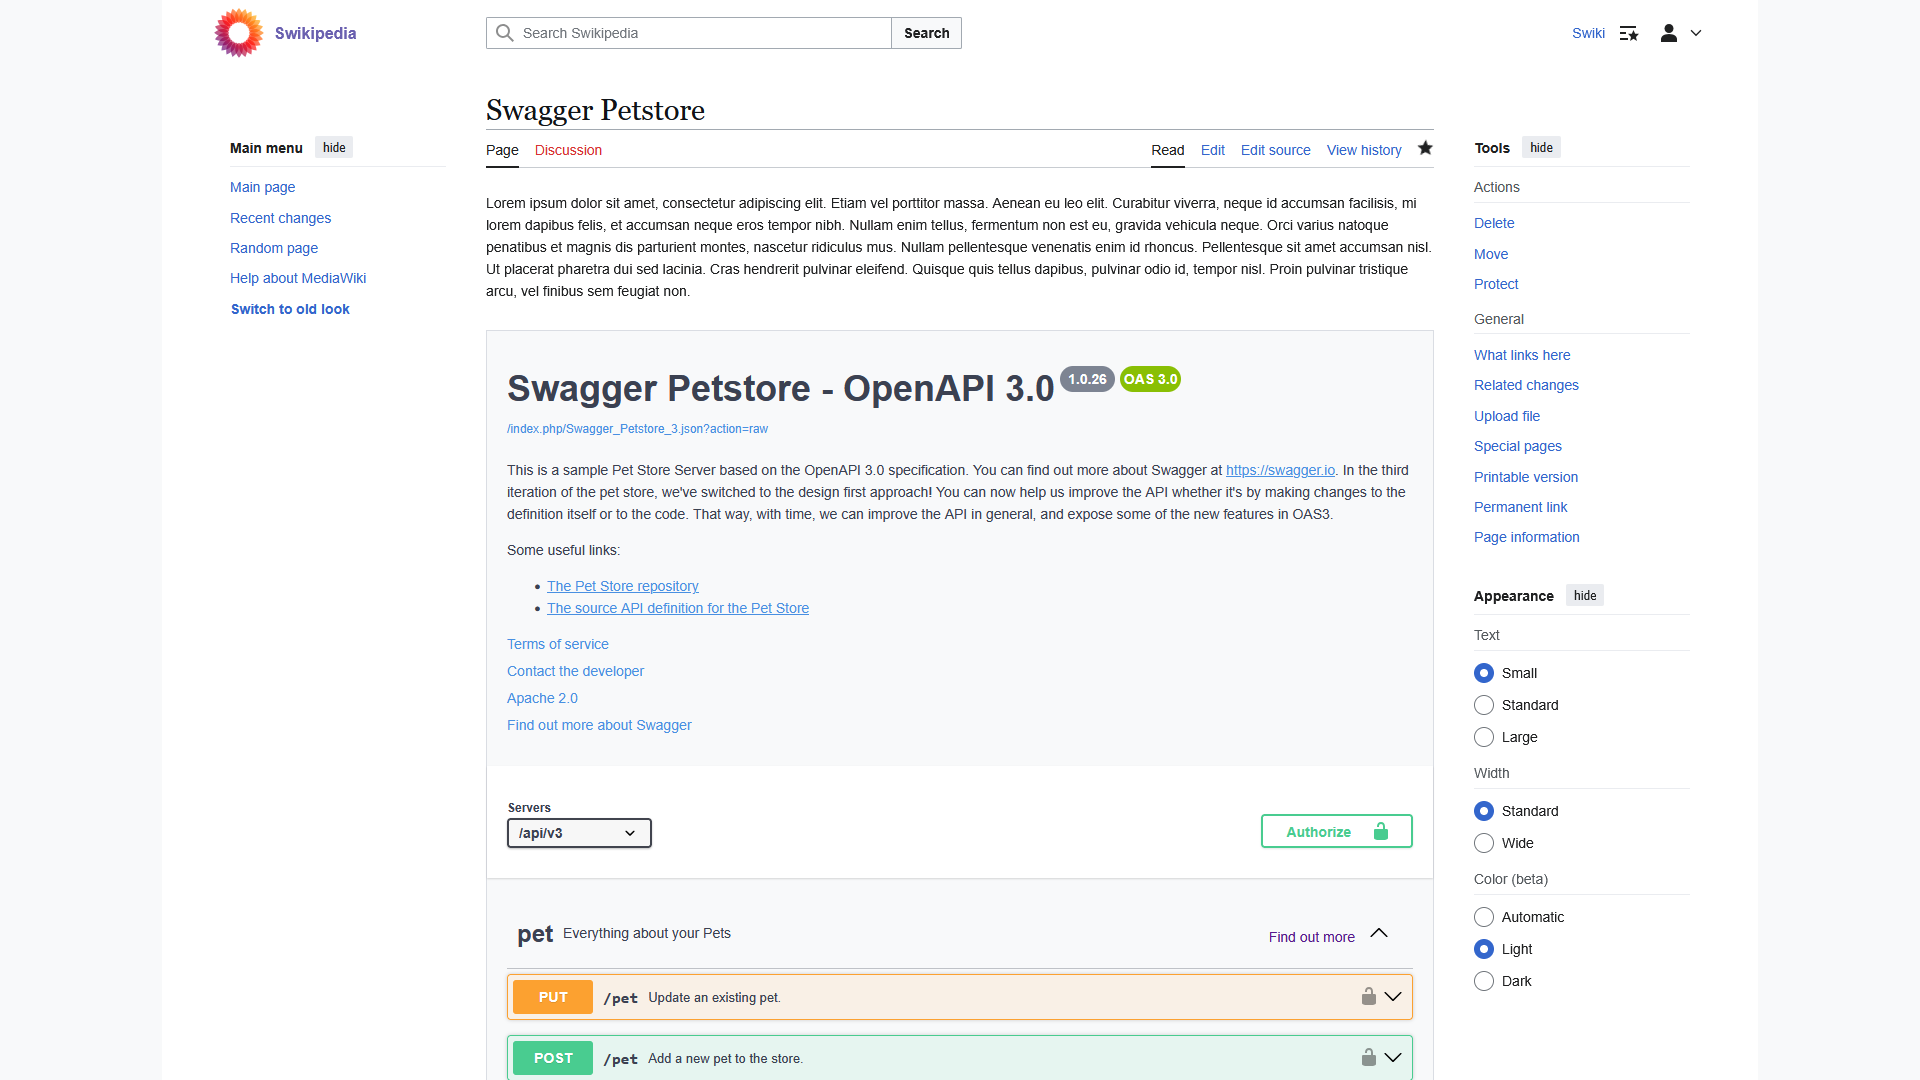 Swikipedia
Search Swikipedia
Search
Swiki
Main menu
hide
Main page
Recent changes
Random page
Help about MediaWiki
Switch to old look
Swagger Petstore
Page
Discussion
Read
Edit
Edit source
View history
Lorem ipsum dolor sit amet, consectetur adipiscing elit. Etiam vel porttitor massa. Aenean eu leo elit. Curabitur viverra, neque id accumsan facilisis, mi
lorem dapibus felis, et accumsan neque eros tempor nibh. Nullam enim tellus, fermentum non est eu, gravida vehicula neque. Orci varius natoque
penatibus et magnis dis parturient montes, nascetur ridiculus mus. Nullam pellentesque venenatis enim id rhoncus. Pellentesque sit amet accumsan nisl.
Ut placerat pharetra dui sed lacinia. Cras hendrerit pulvinar eleifend. Quisque quis tellus dapibus, pulvinar odio id, tempor nisl. Proin pulvinar tristique
arcu, vel finibus sem feugiat non.
Swagger Petstore - OpenAPI 3.0
1.0.26
OAS 3.0
/index.php/Swagger_Petstore_3.json?action=raw
This is a sample Pet Store Server based on the OpenAPI 3.0 specification. You can find out more about Swagger at https://swagger.io. In the third
iteration of the pet store, we've switched to the design first approach! You can now help us improve the API whether it's by making changes to the
definition itself or to the code. That way, with time, we can improve the API in general, and expose some of the new features in OAS3.
Some useful links:
• The Pet Store repository
• The source API definition for the Pet Store
Terms of service
Contact the developer
Apache 2.0
Find out more about Swagger
Servers
/api/v3
Authorize
pet
Everything about your Pets
Find out more
PUT
/pet
Update an existing pet.
POST
/pet
Add a new pet to the store.
Tools
hide
Actions
Delete
Move
Protect
General
What links here
Related changes
Upload file
Special pages
Printable version
Permanent link
Page information
Appearance
hide
Text
Small
Standard
Large
Width
Standard
Wide
Color (beta)
Automatic
Light
Dark